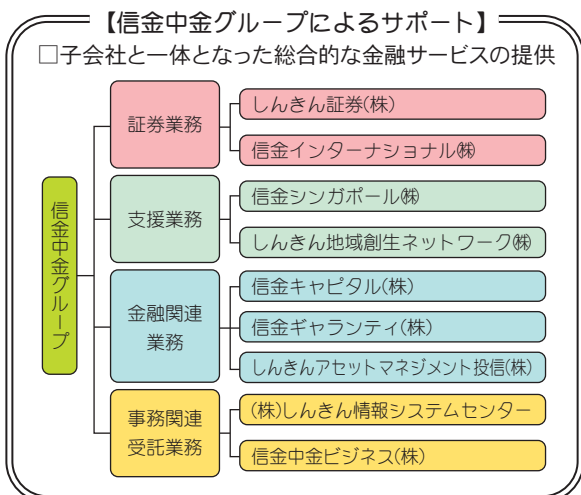 【信金中金グループによるサポート】
□子会社と一体となった総合的な金融サービスの提供
信金中金グループ
証券業務
しんきん証券(株)
信金インターナショナル㈱
支援業務
信金シンガポール㈱
しんきん地域創生ネットワーク㈱
金融関連
業務
信金キャピタル(株)
信金ギャランティ(株)
しんきんアセットマネジメント投信(株)
事務関連
受託業務
(株)しんきん情報システムセンター
信金中金ビジネス(株)